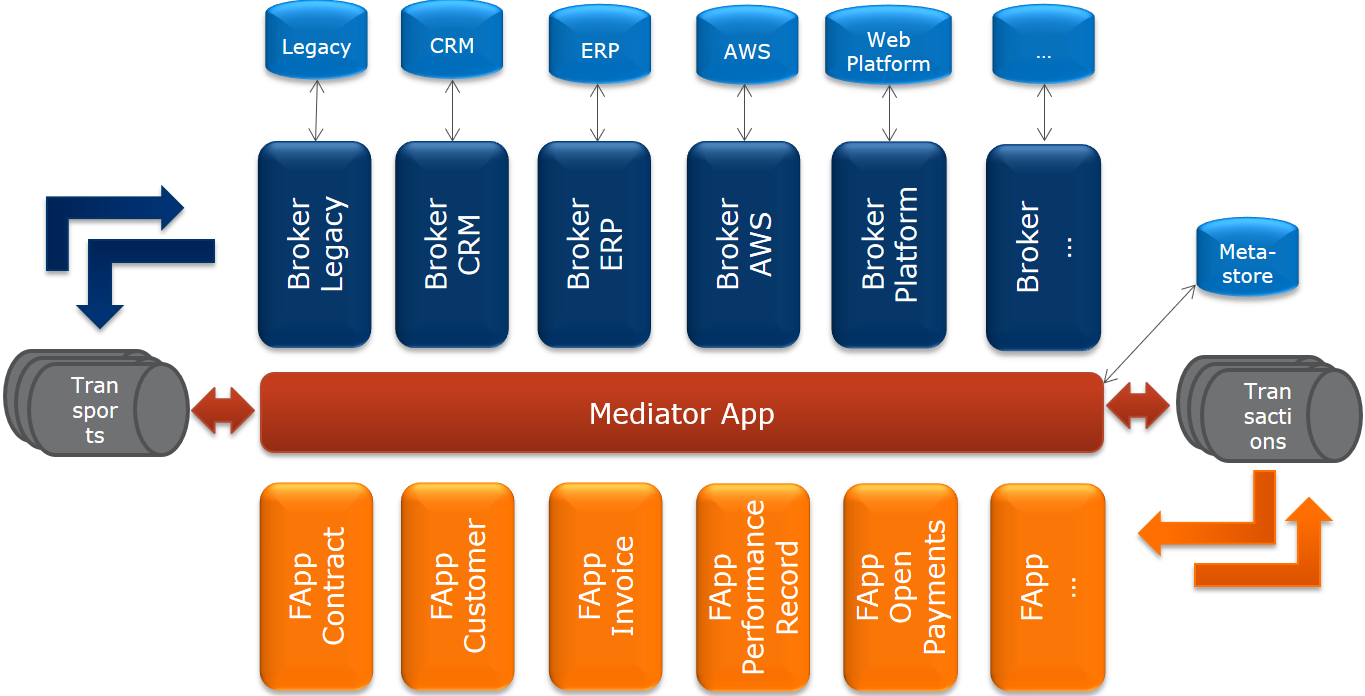 Legacy
CRM
ERP
AWS
Web
Platform
...
Broker
Legacy
Broker
CRM
Broker
ERP
Broker
AWS
Broker
Platform
Broker
...
Meta-
store
Tran
spor
ts
Mediator App
Tran
sacti
ons
FApp
Contract
FApp
Customer
FApp
Invoice
FApp
Performance
Record
FApp
Open
Payments
FApp
...